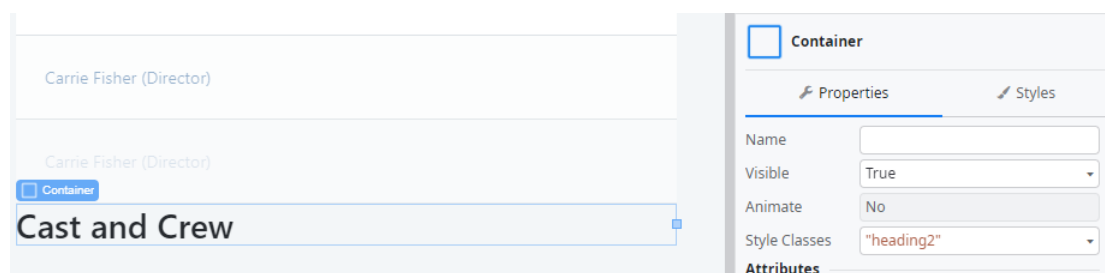 Carrie Fisher (Director)
Carrie Fisher (Director)
Container
Cast and Crew
Container
Properties
Styles
Name
Visible
True
Animate
No
Style Classes
"heading2"
Attributes